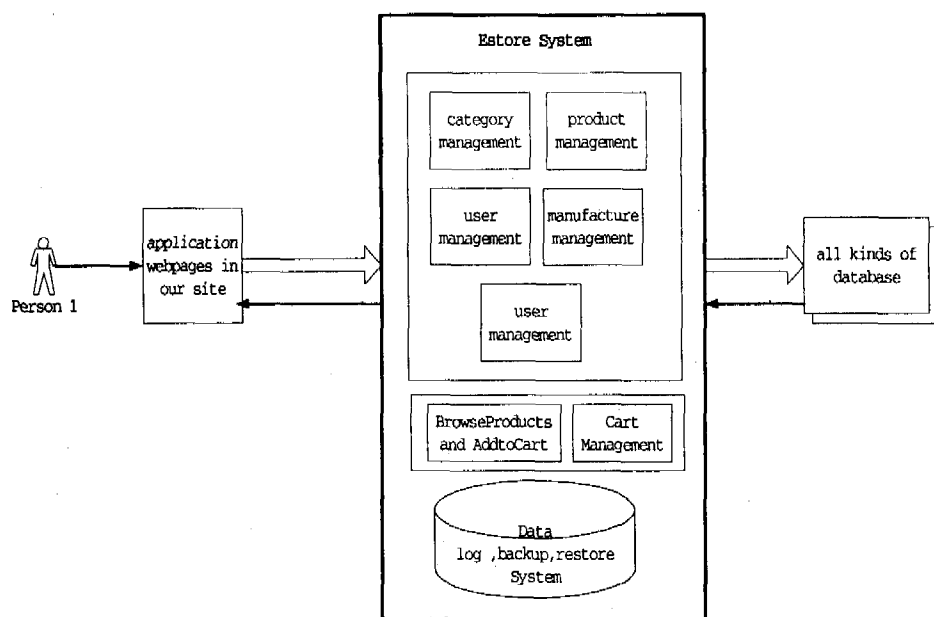 Estore System
category
management
product
management
user
management
manufacture
management
user
management
application
webpages in
our site
Person 1
all kinds of
database
BrowseProducts
and AddtoCart
Cart
Management
Data
log ,backup,restore
System